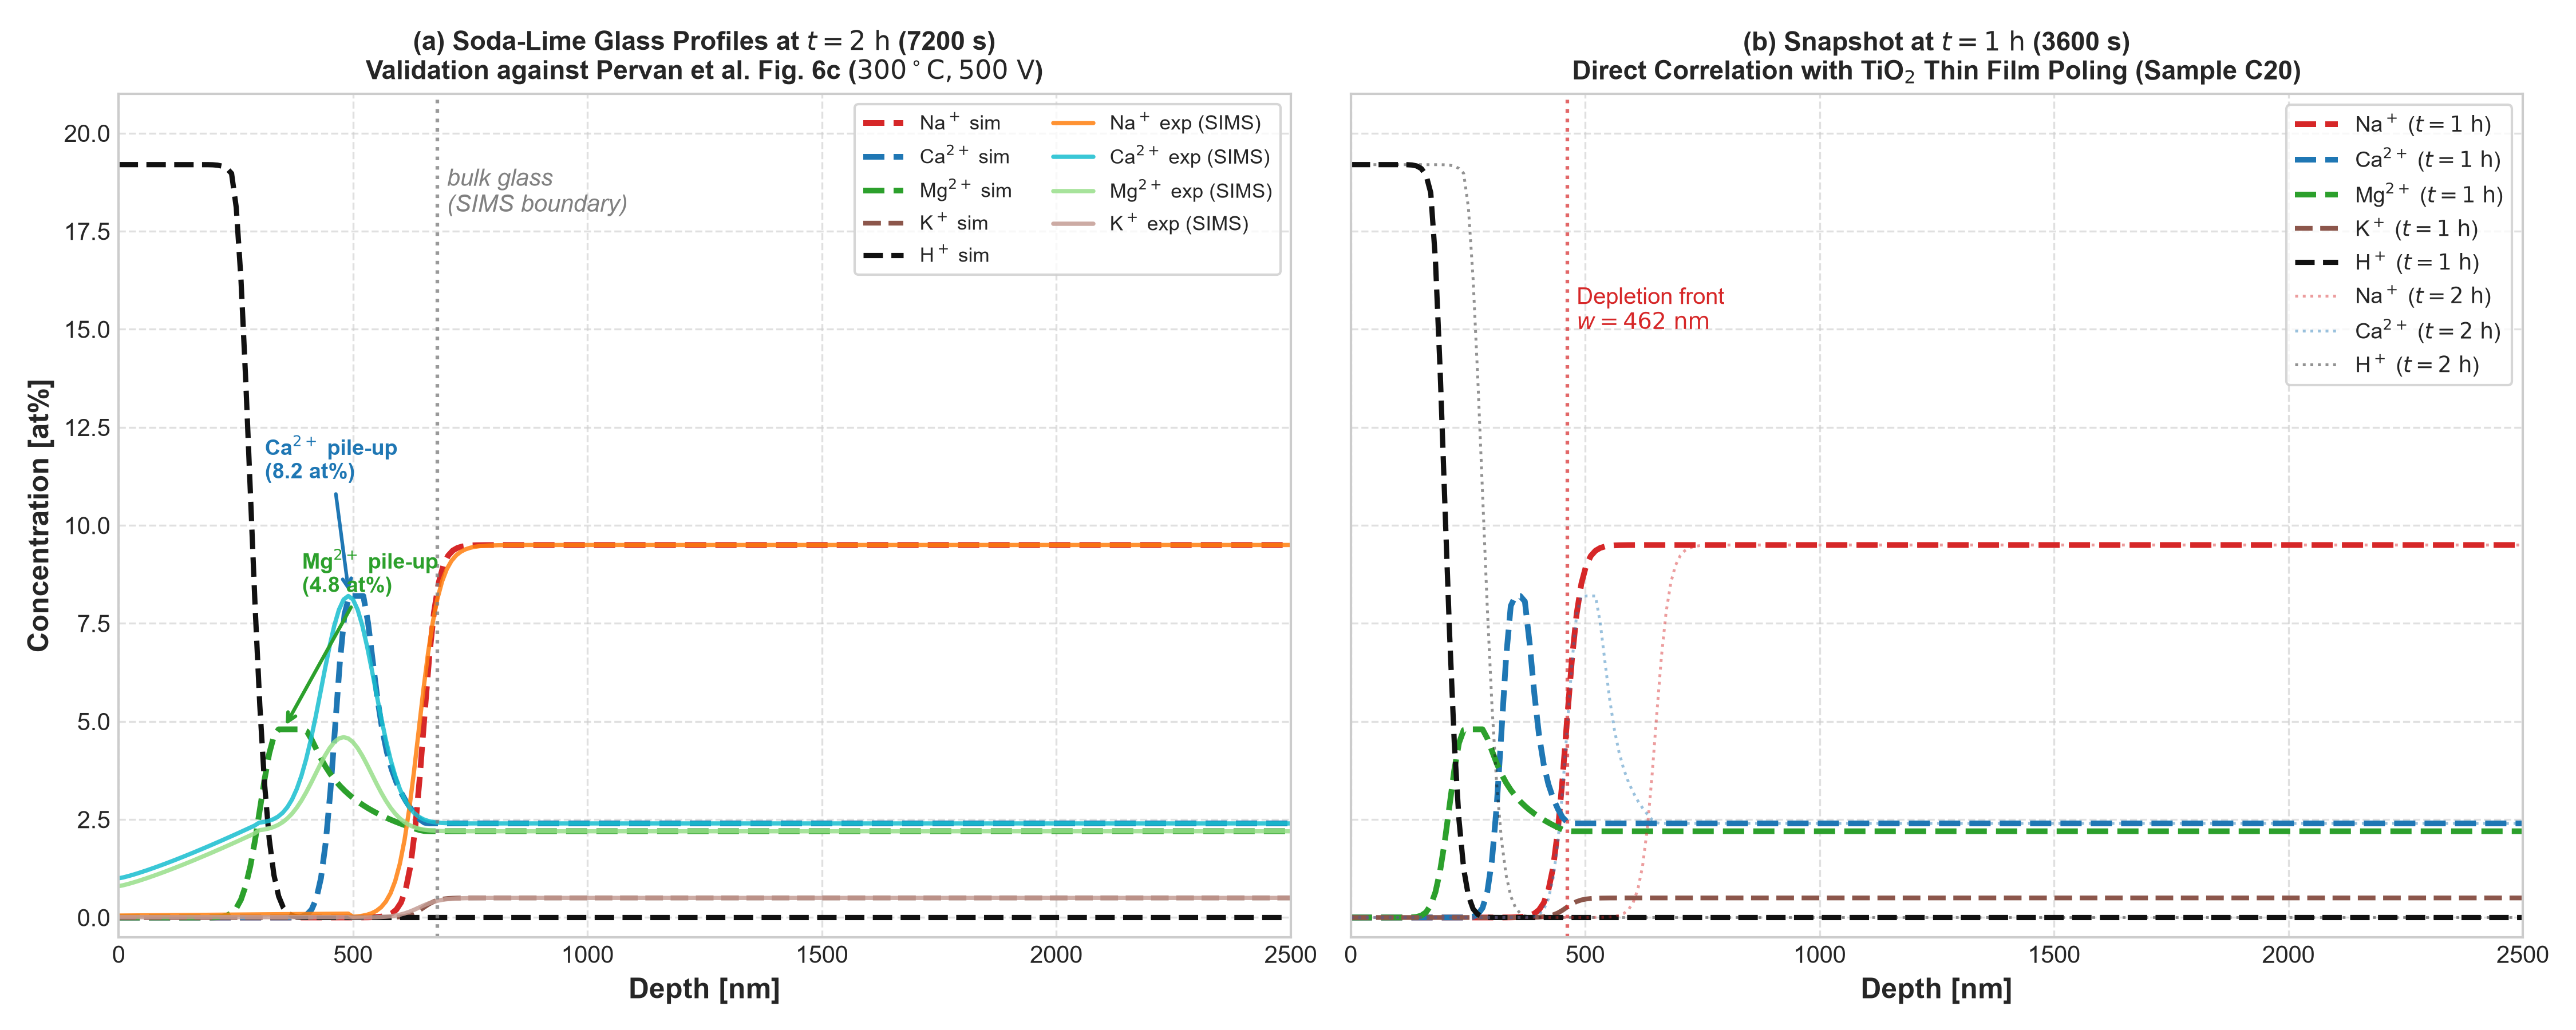 (a) Soda-Lime Glass Profiles at t = 2 h (7200 s)
Validation against Pervan et al. Fig. 6c (300°C, 500 V)
Concentration [at%]
20.0
17.5
15.0
12.5
10.0
7.5
5.0
2.5
0.0
Na⁺ sim
Ca²⁺ sim
Mg²⁺ sim
K⁺ sim
H⁺ sim
Na⁺ exp (SIMS)
Ca²⁺ exp (SIMS)
Mg²⁺ exp (SIMS)
K⁺ exp (SIMS)
bulk glass
(SIMS boundary)
Ca²⁺ pile-up
(8.2 at%)
Mg²⁺ pile-up
(4.8 at%)
0 500 1000 1500 2000 2500
Depth [nm]
(b) Snapshot at t = 1 h (3600 s)
Direct Correlation with TiO₂ Thin Film Poling (Sample C20)
Na⁺ (t = 1 h)
Ca²⁺ (t = 1 h)
Mg²⁺ (t = 1 h)
K⁺ (t = 1 h)
H⁺ (t = 1 h)
Na⁺ (t = 2 h)
Ca²⁺ (t = 2 h)
H⁺ (t = 2 h)
Depletion front
w = 462 nm
0 500 1000 1500 2000 2500
Depth [nm]